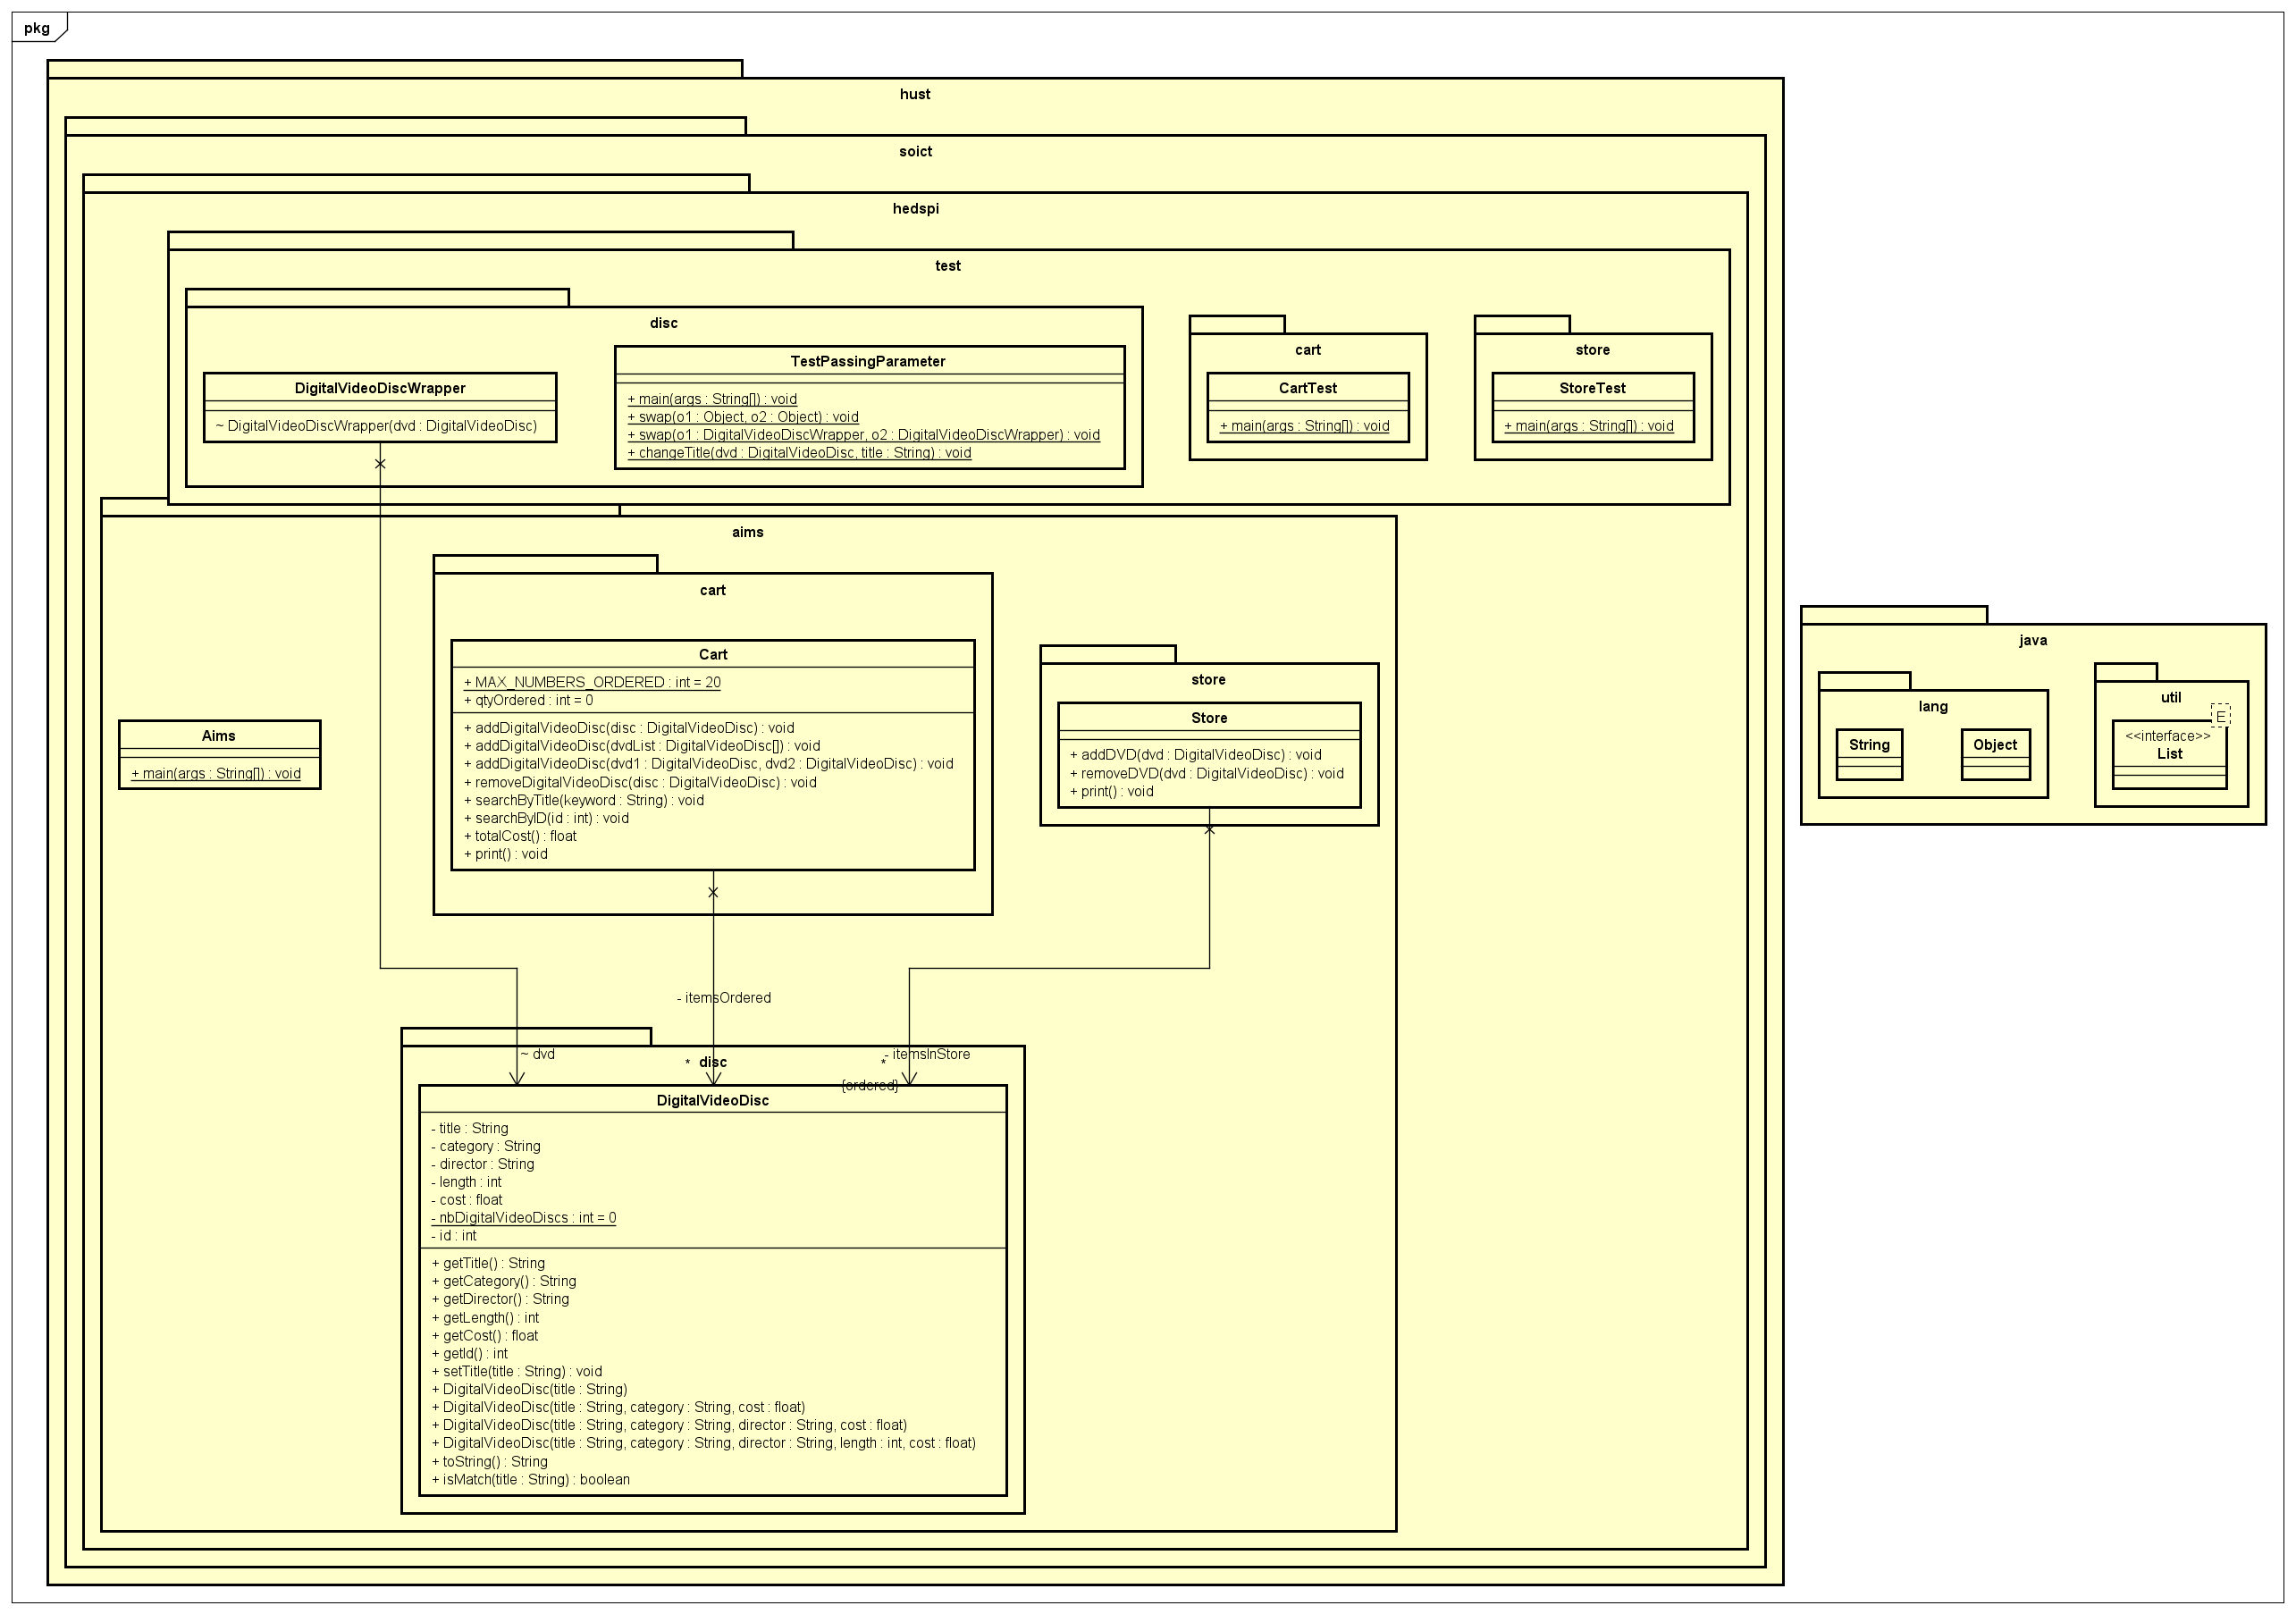 pkg
hust
soict
hedspi
test
disc
DigitalVideoDiscWrapper
~ DigitalVideoDiscWrapper(dvd : DigitalVideoDisc)
TestPassingParameter
+ main(args : String[]) : void
+ swap(o1 : Object, o2 : Object) : void
+ swap(o1 : DigitalVideoDiscWrapper, o2 : DigitalVideoDiscWrapper) : void
+ changeTitle(dvd : DigitalVideoDisc, title : String) : void
cart
CartTest
+ main(args : String[]) : void
store
StoreTest
+ main(args : String[]) : void
aims
Aims
+ main(args : String[]) : void
cart
Cart
+ MAX_NUMBERS_ORDERED : int = 20
+ qtyOrdered : int = 0
+ addDigitalVideoDisc(disc : DigitalVideoDisc) : void
+ addDigitalVideoDisc(dvdList : DigitalVideoDisc[]) : void
+ addDigitalVideoDisc(dvd1 : DigitalVideoDisc, dvd2 : DigitalVideoDisc) : void
+ removeDigitalVideoDisc(disc : DigitalVideoDisc) : void
+ searchByTitle(keyword : String) : void
+ searchByID(id : int) : void
+ totalCost() : float
+ print() : void
store
Store
+ addDVD(dvd : DigitalVideoDisc) : void
+ removeDVD(dvd : DigitalVideoDisc) : void
+ print() : void
- itemsOrdered
~ dvd
*
- itemsInStore
*
{ordered}
disc
DigitalVideoDisc
- title : String
- category : String
- director : String
- length : int
- cost : float
- nbDigitalVideoDiscs : int = 0
- id : int
+ getTitle() : String
+ getCategory() : String
+ getDirector() : String
+ getLength() : int
+ getCost() : float
+ getId() : int
+ setTitle(title : String) : void
+ DigitalVideoDisc(title : String)
+ DigitalVideoDisc(title : String, category : String, cost : float)
+ DigitalVideoDisc(title : String, category : String, director : String, cost : float)
+ DigitalVideoDisc(title : String, category : String, director : String, length : int, cost : float)
+ toString() : String
+ isMatch(title : String) : boolean
java
lang
String
Object
util
E
<<interface>>
List